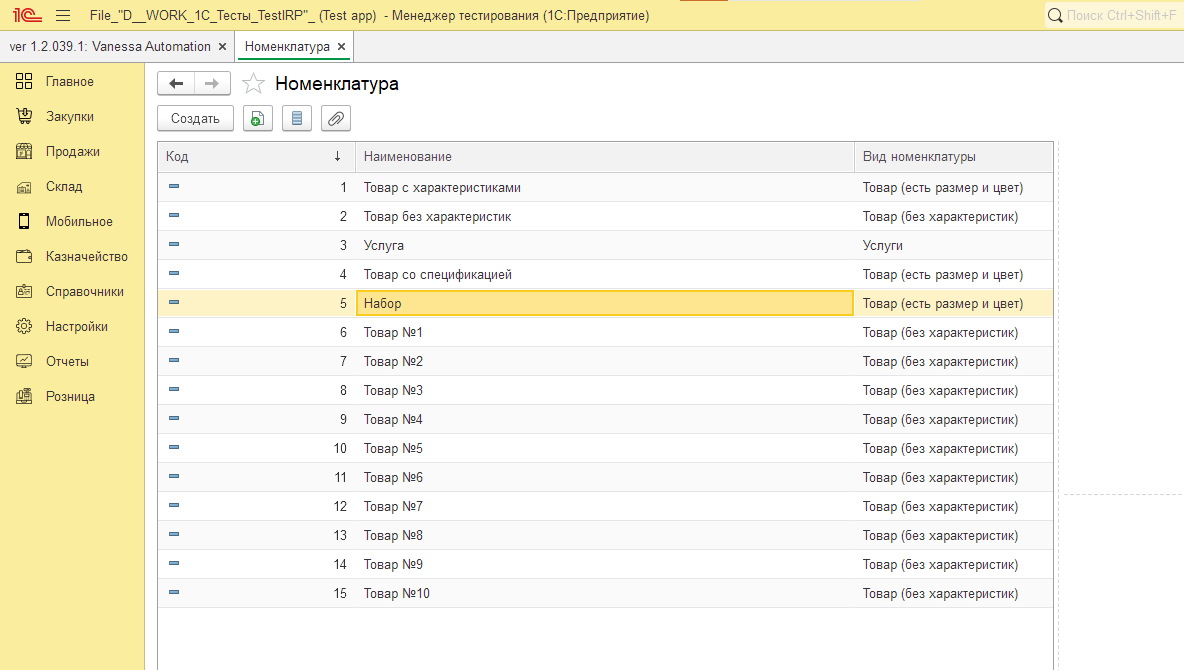 1С File_"D__WORK_1C_Тесты_TestIRP"_ (Test app) - Менеджер тестирования (1С:Предприятие) Поиск Ctrl+Shift+F
ver 1.2.039.1: Vanessa Automation × Номенклатура ×
Главное
Закупки
Продажи
Склад
Мобильное
Казначейство
Справочники
Настройки
Отчеты
Розница
Номенклатура
Создать
Код ↓ Наименование Вид номенклатуры
1 Товар с характеристиками Товар (есть размер и цвет)
2 Товар без характеристик Товар (без характеристик)
3 Услуга Услуги
4 Товар со спецификацией Товар (есть размер и цвет)
5 Набор Товар (есть размер и цвет)
6 Товар №1 Товар (без характеристик)
7 Товар №2 Товар (без характеристик)
8 Товар №3 Товар (без характеристик)
9 Товар №4 Товар (без характеристик)
10 Товар №5 Товар (без характеристик)
11 Товар №6 Товар (без характеристик)
12 Товар №7 Товар (без характеристик)
13 Товар №8 Товар (без характеристик)
14 Товар №9 Товар (без характеристик)
15 Товар №10 Товар (без характеристик)